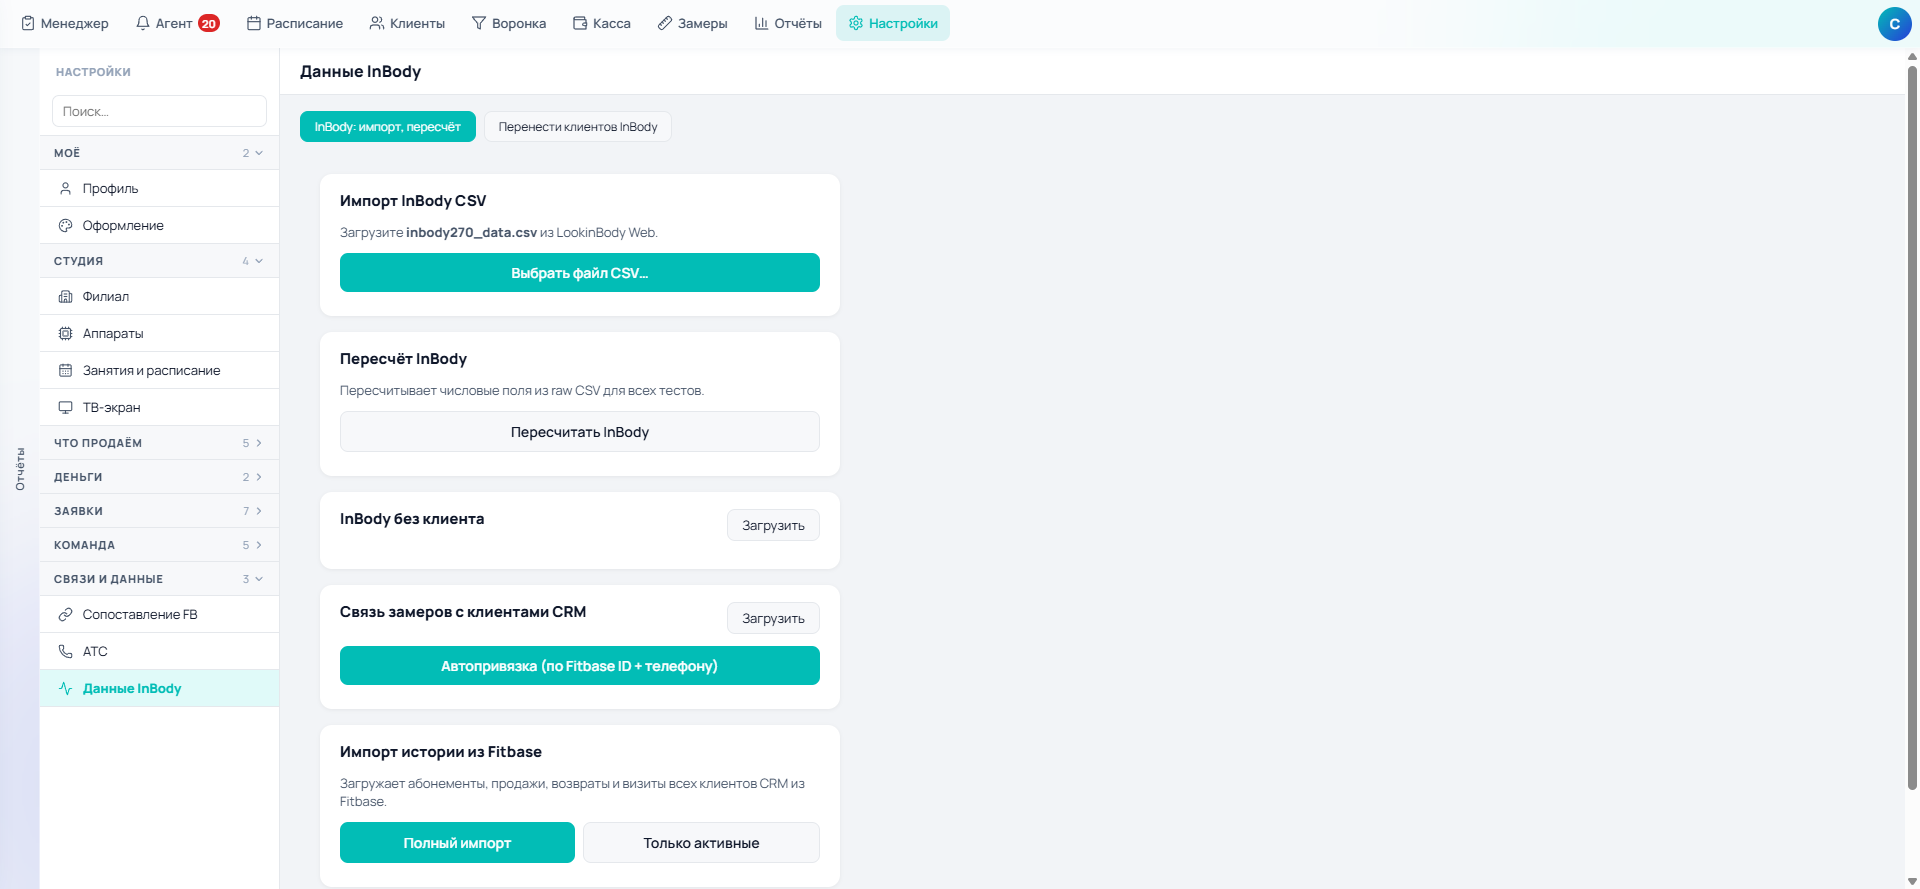 Менеджер
Агент 20
Расписание
Клиенты
Воронка
Касса
Замеры
Отчёты
Настройки
С
Отчёты
НАСТРОЙКИ
Поиск...
МОЁ 2
Профиль
Оформление
СТУДИЯ 4
Филиал
Аппараты
Занятия и расписание
ТВ-экран
ЧТО ПРОДАЁМ 5
ДЕНЬГИ 2
ЗАЯВКИ 7
КОМАНДА 5
СВЯЗИ И ДАННЫЕ 3
Сопоставление FB
АТС
Данные InBody
Данные InBody
InBody: импорт, пересчёт
Перенести клиентов InBody
Импорт InBody CSV
Загрузите inbody270_data.csv из LookinBody Web.
Выбрать файл CSV...
Пересчёт InBody
Пересчитывает числовые поля из raw CSV для всех тестов.
Пересчитать InBody
InBody без клиента
Загрузить
Связь замеров с клиентами CRM
Загрузить
Автопривязка (по Fitbase ID + телефону)
Импорт истории из Fitbase
Загружает абонементы, продажи, возвраты и визиты всех клиентов CRM из
Fitbase.
Полный импорт
Только активные